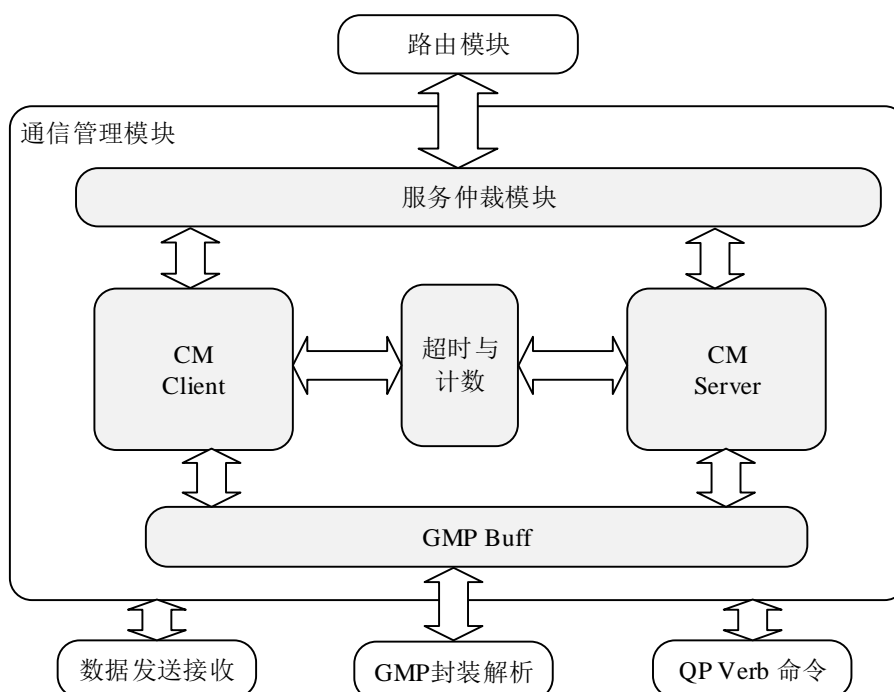 路由模块
通信管理模块
服务仲裁模块
CM
Client
超时与
计数
CM
Server
GMP Buff
数据发送接收
GMP封装解析
QP Verb 命令